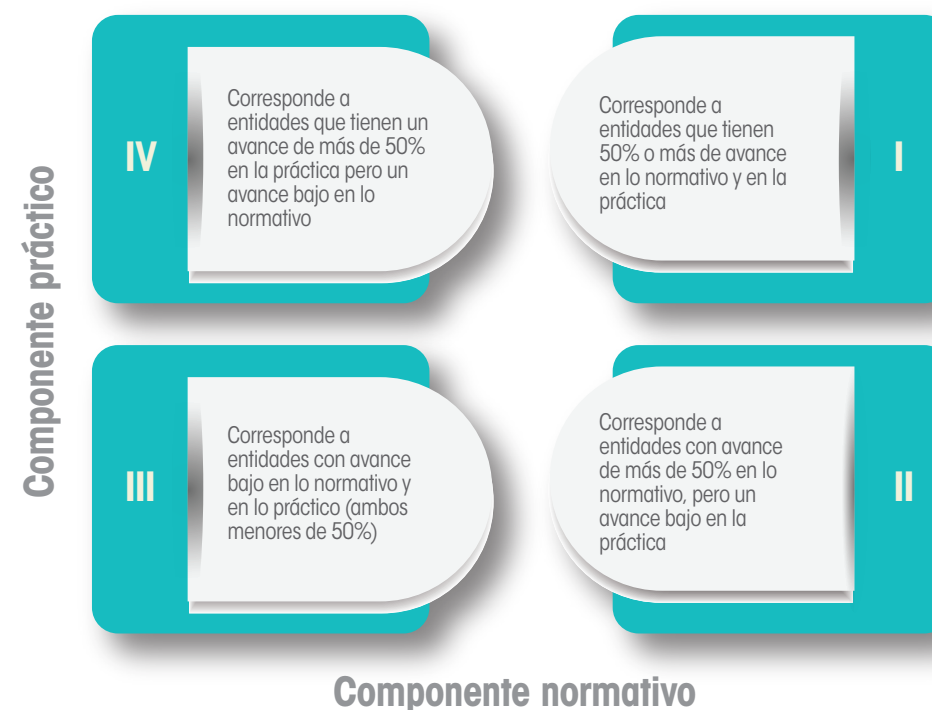 Componente práctico
IV
Corresponde a
entidades que tienen un
avance de más de 50%
en la práctica pero un
avance bajo en lo
normativo
Corresponde a
entidades que tienen
50% o más de avance
en lo normativo y en la
práctica
I
III
Corresponde a
entidades con avance
bajo en lo normativo y
en lo práctico (ambos
menores de 50%)
Corresponde a
entidades con avance
de más de 50% en lo
normativo, pero un
avance bajo en la
práctica
II
Componente normativo